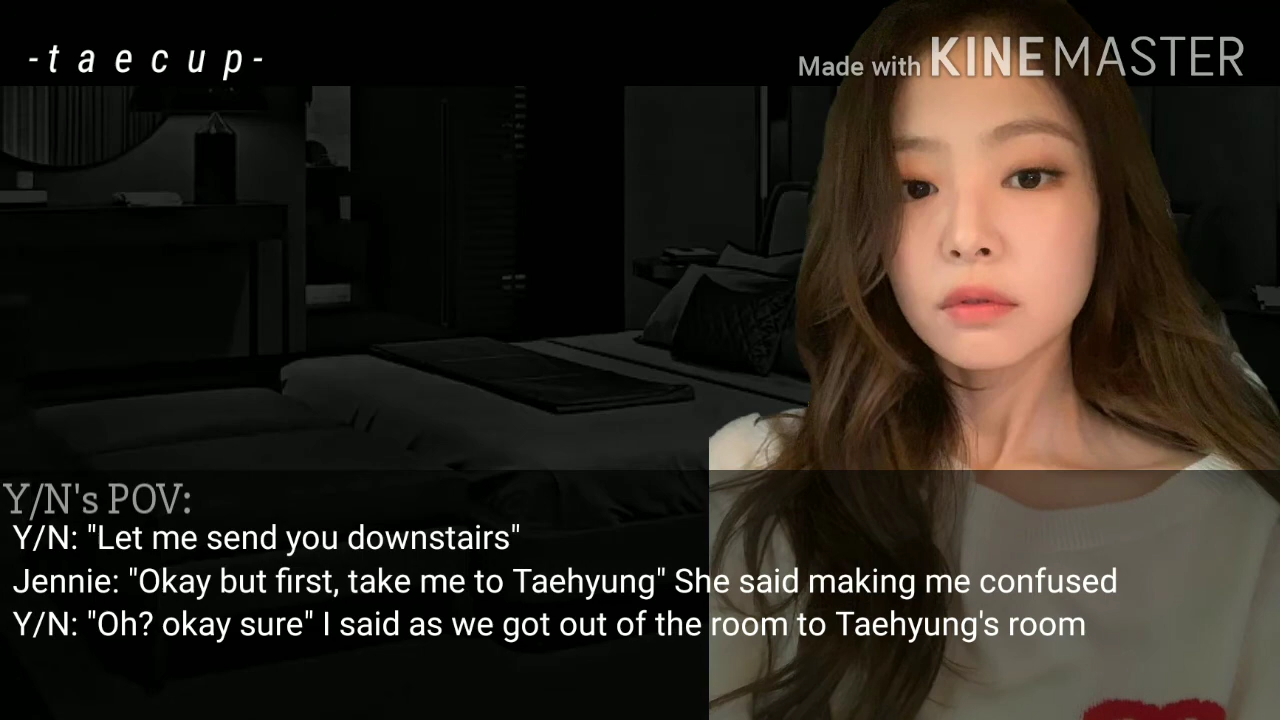 -taecup-
Made with KINEMASTER
Y/N's POV:
Y/N: "Let me send you downstairs"
Jennie: "Okay but first, take me to Taehyung" She said making me confused
Y/N: "Oh? okay sure" I said as we got out of the room to Taehyung's room